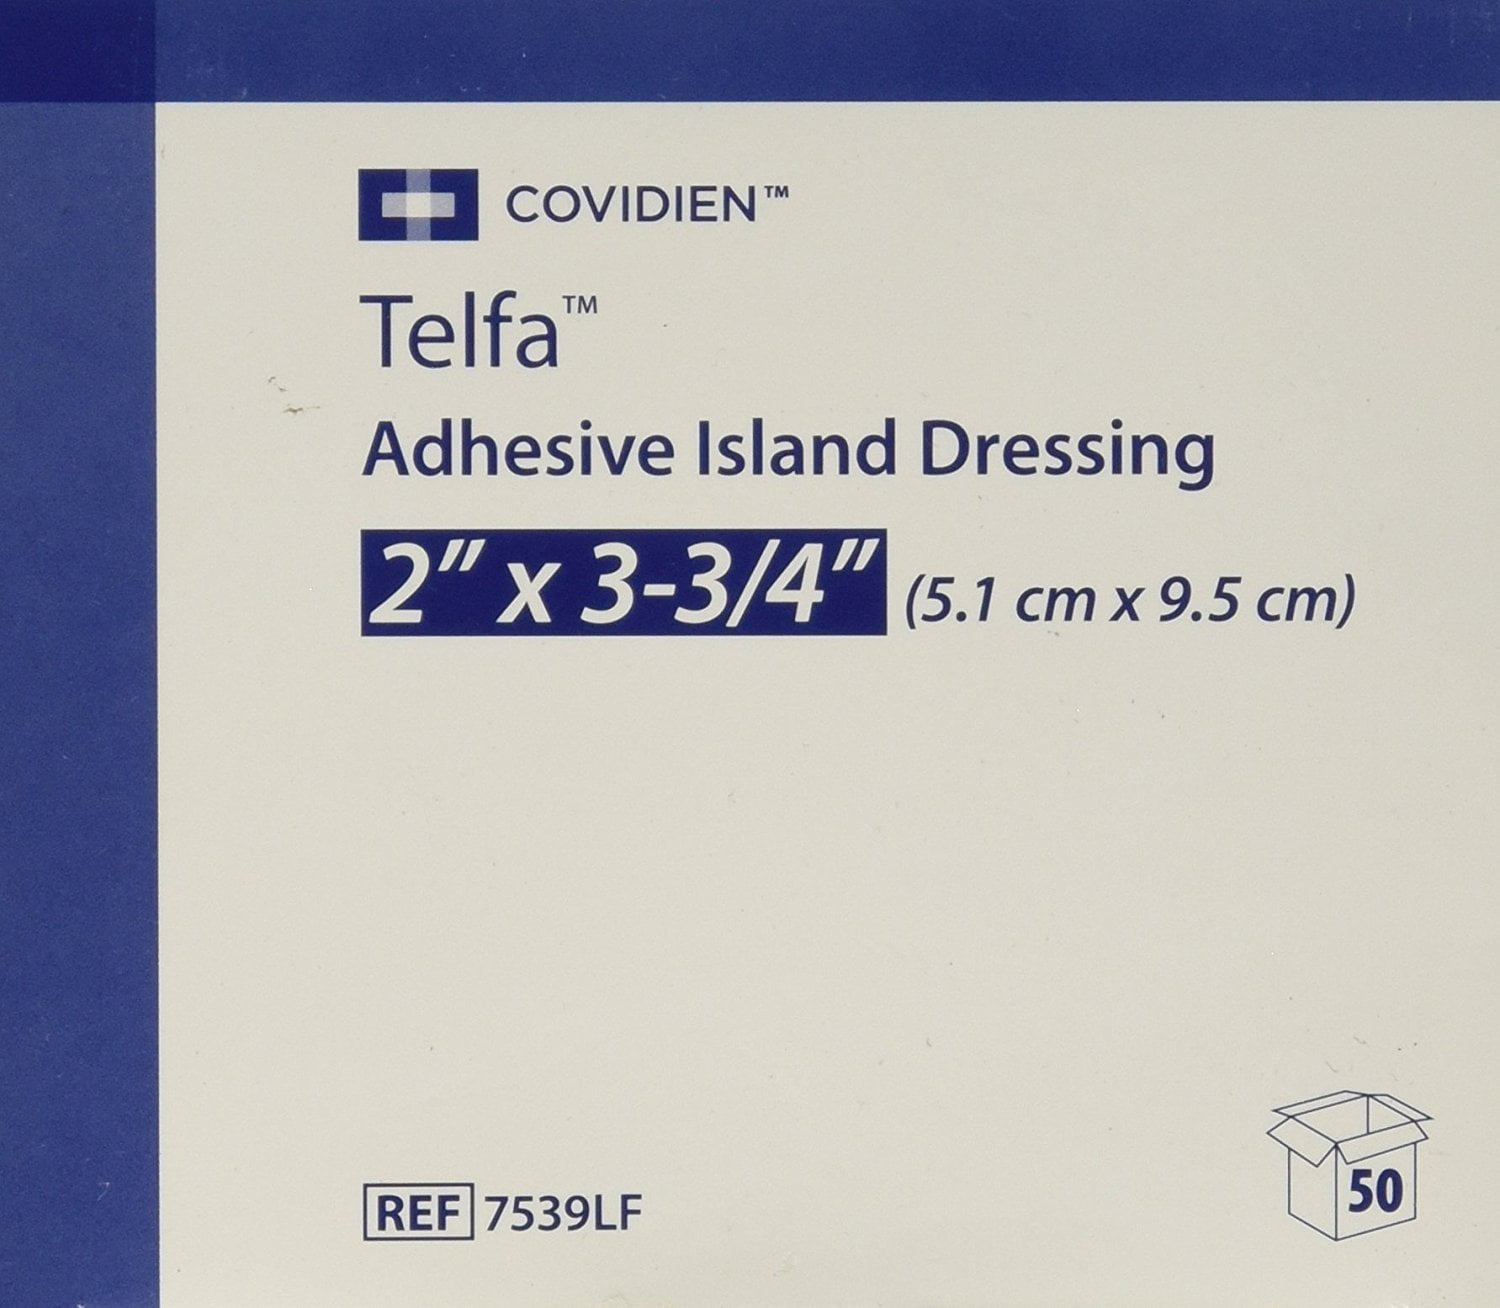 COVIDIEN™
Telfa™
Adhesive Island Dressing
2" x 3-3/4" (5.1 cm x 9.5 cm)
REF 7539LF
50